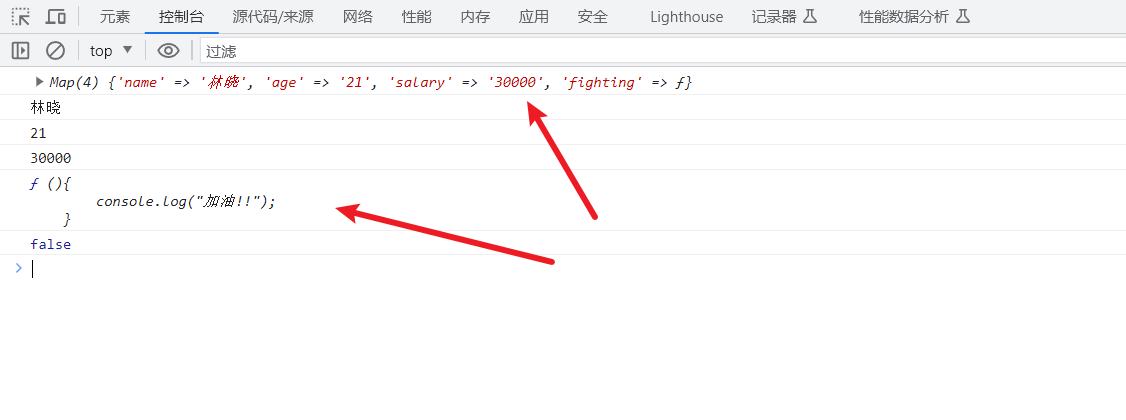 元素 控制台 源代码/来源 网络 性能 内存 应用 安全 Lighthouse 记录器 性能数据分析
top 过滤
Map(4) {'name' => '林晓', 'age' => '21', 'salary' => '30000', 'fighting' => ƒ}
林晓
21
30000
ƒ (){
console.log("加油!!");
}
false